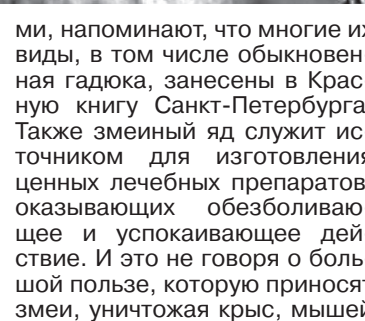 ми, напоминают, что многие их
виды, в том числе обыкновен
ная гадюка, занесены в Крас
ную книгу Санкт-Петербурга
Также змеиный яд служит ис
точником для изготовления
ценных лечебных препаратов
оказывающих обезболиваю
щее и успокаивающее дей
ствие. И это не говоря о боль
шой пользе, которую приносят
змеи, уничтожая крыс, мышей